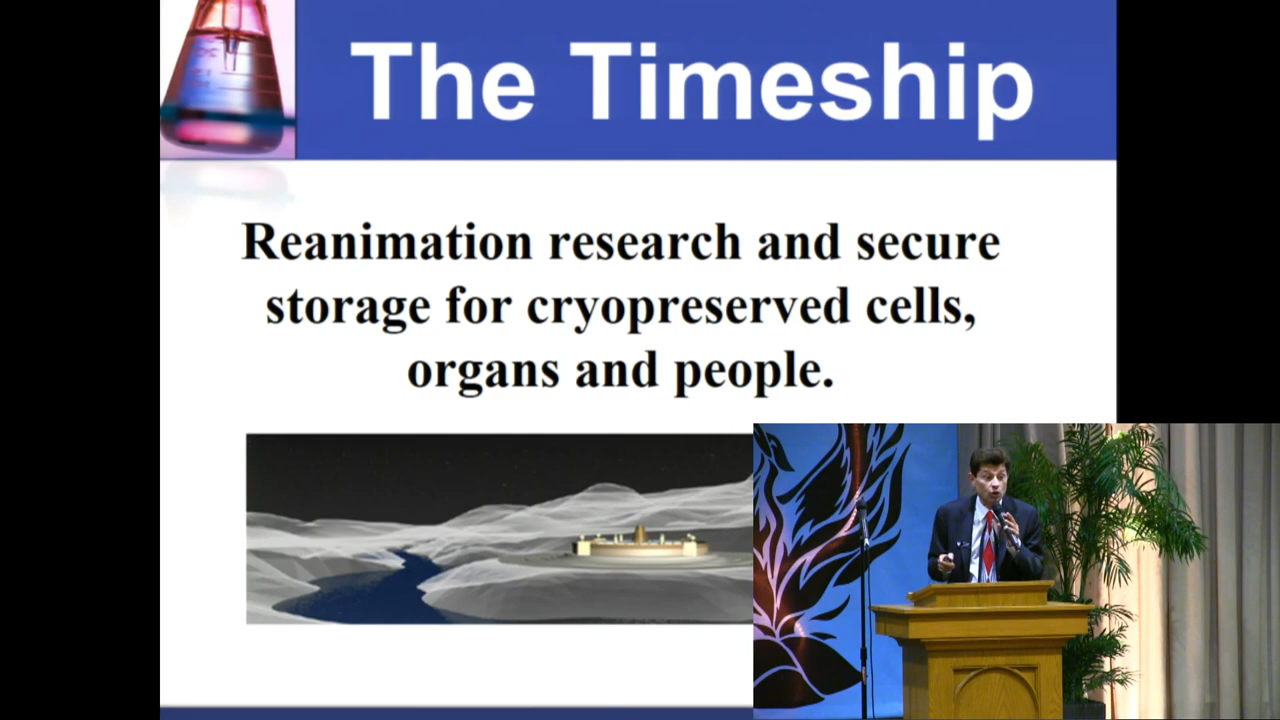 The Timeship
Reanimation research and secure
storage for cryopreserved cells,
organs and people.